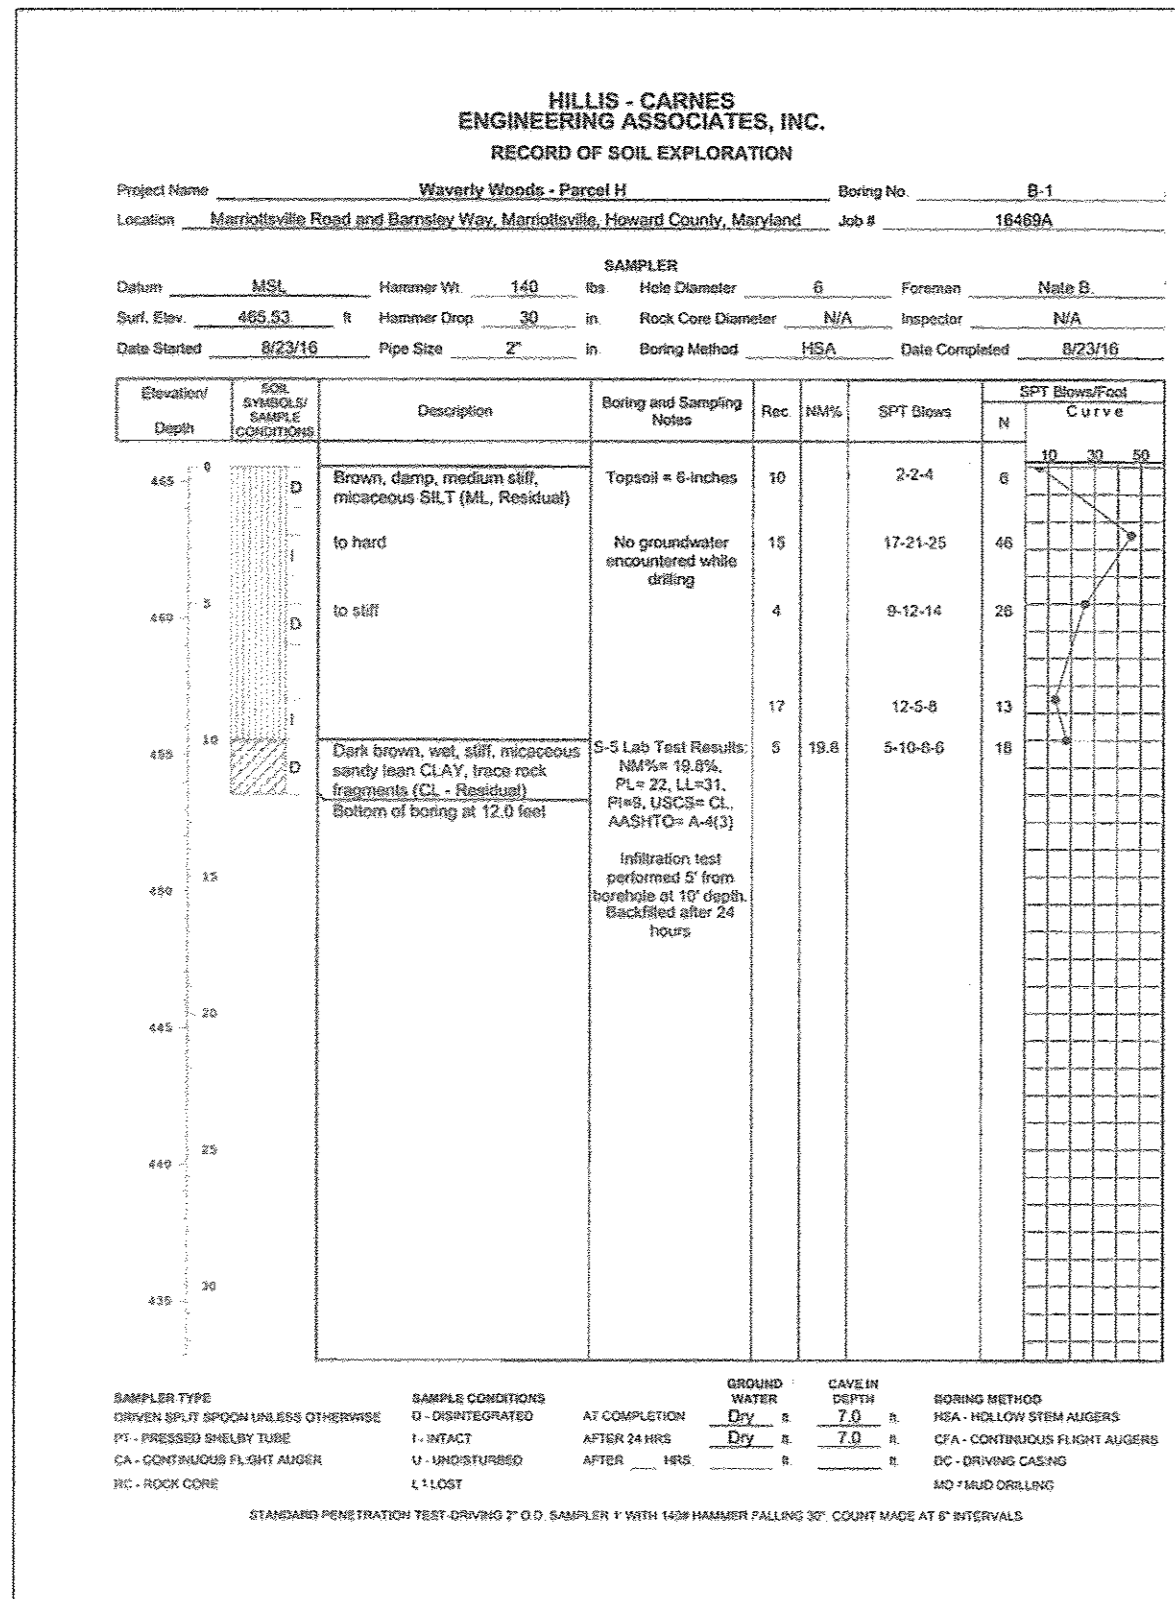 HILLIS - CARNES
ENGINEERING ASSOCIATES, INC.
RECORD OF SOIL EXPLORATION
Project Name Waverly Woods - Parcel H Boring No. B-1
Location Marriottsville Road and Barnsley Way, Marriottsville, Howard County, Maryland Job # 16469A
SAMPLER
Datum MSL Hammer Wt. 140 lbs. Hole Diameter 6 Foreman Nate B.
Surf. Elev. 465.53 ft Hammer Drop 30 in. Rock Core Diameter N/A Inspector N/A
Date Started 8/23/16 Pipe Size 2" in. Boring Method HSA Date Completed 8/23/16
Elevation/
Depth
SOIL
SYMBOLS/
SAMPLE
CONDITIONS
Description
Boring and Sampling
Notes
Rec.
NM%
SPT Blows
SPT Blows/Foot
N
Curve
10 30 50
465 0 D Brown, damp, medium stiff, Topsoil = 6-inches 10 2-2-4 6
micaceous SILT (ML, Residual)
I to hard No groundwater 15 17-21-25 46
encountered while
drilling
460 5 D to stiff 4 9-12-14 26
I 17 12-5-8 13
455 10 D Dark brown, wet, stiff, micaceous S-5 Lab Test Results: 5 19.8 5-10-8-6 18
sandy lean CLAY, trace rock NM%= 19.8%,
fragments (CL - Residual) PL= 22, LL=31,
Bottom of boring at 12.0 feet PI=9, USCS= CL,
AASHTO= A-4(3)
Infiltration test
450 15 performed 5' from
borehole at 10' depth.
Backfilled after 24
hours
445 20
440 25
435 30
GROUND WATER CAVE IN DEPTH
SAMPLER TYPE SAMPLE CONDITIONS BORING METHOD
DRIVEN SPLIT SPOON UNLESS OTHERWISE D - DISINTEGRATED AT COMPLETION Dry ft. 7.0 ft. HSA - HOLLOW STEM AUGERS
PT - PRESSED SHELBY TUBE I - INTACT AFTER 24 HRS. Dry ft. 7.0 ft. CFA - CONTINUOUS FLIGHT AUGERS
CA - CONTINUOUS FLIGHT AUGER U - UNDISTURBED AFTER HRS. ft. ft. DC - DRIVING CASING
RC - ROCK CORE L - LOST MD - MUD DRILLING
STANDARD PENETRATION TEST-DRIVING 2" O.D. SAMPLER 1' WITH 140# HAMMER FALLING 30"; COUNT MADE AT 6" INTERVALS